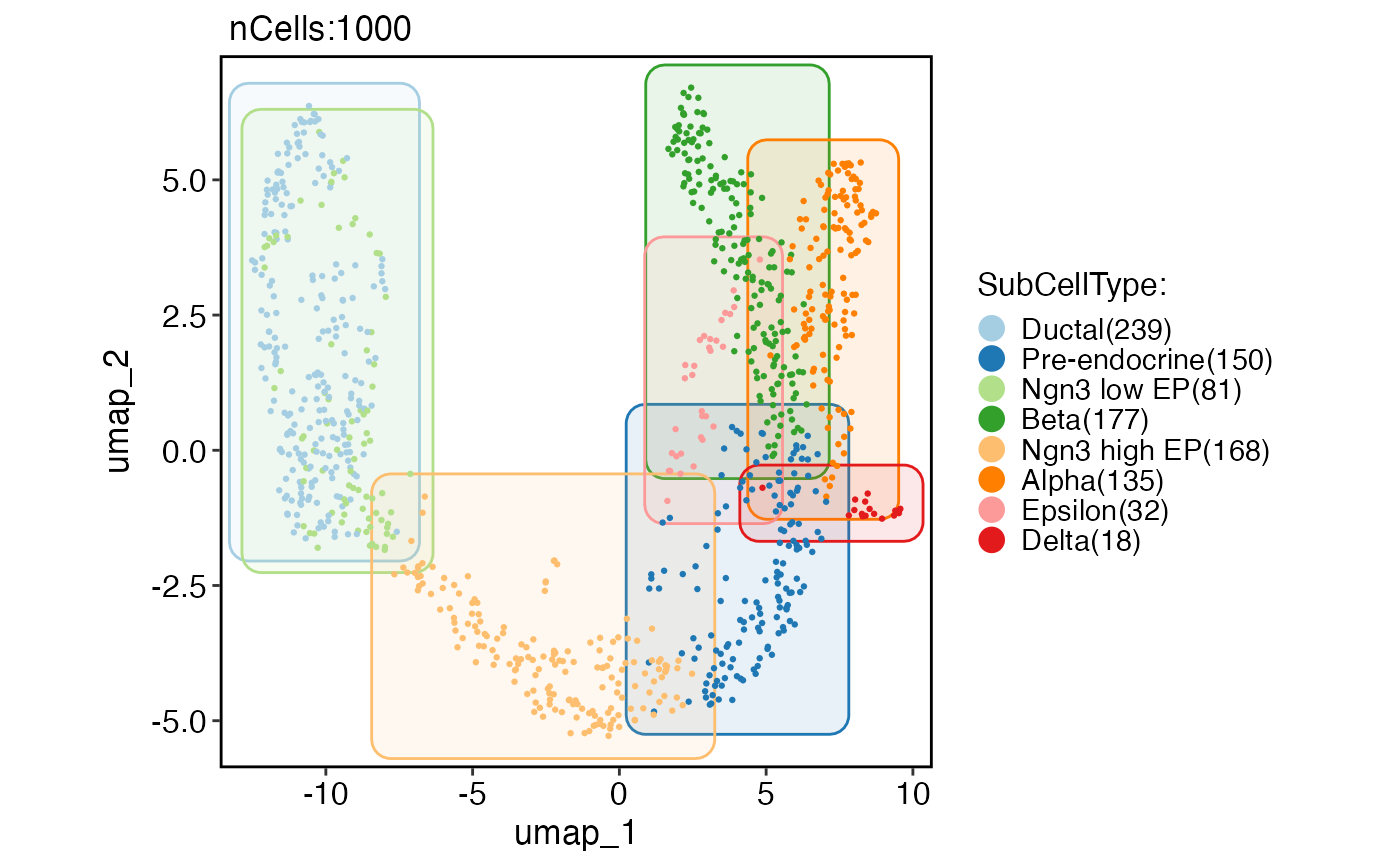 nCells:1000
umap_2
5.0
2.5
0.0
-2.5
-5.0
-10
-5
0
5
10
umap_1
SubCellType:
Ductal(239)
Pre-endocrine(150)
Ngn3 low EP(81)
Beta(177)
Ngn3 high EP(168)
Alpha(135)
Epsilon(32)
Delta(18)